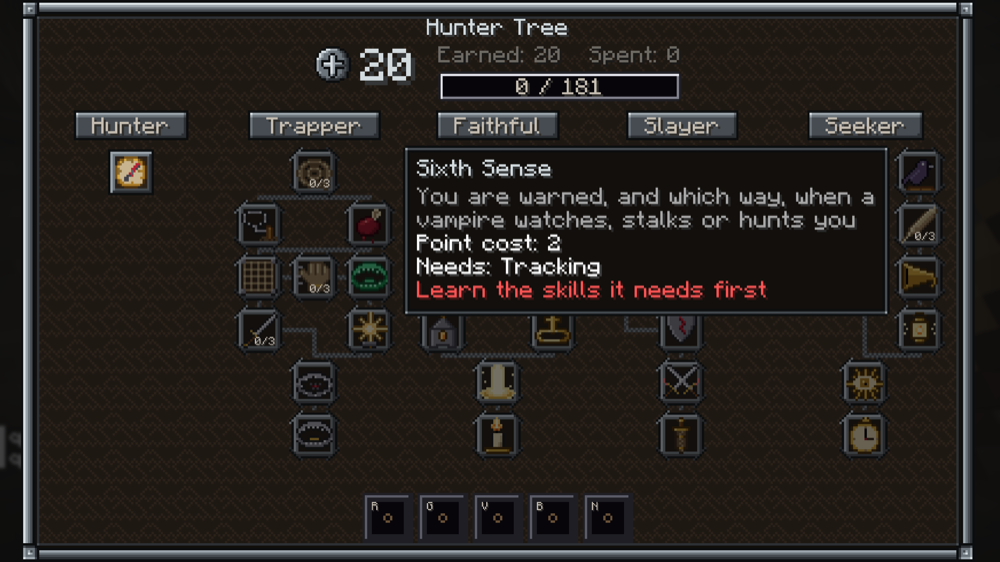 Hunter Tree
20
Earned: 20 Spent: 0
0 / 181
Hunter
Trapper
Faithful
Slayer
Seeker
Sixth Sense
You are warned, and which way, when a
vampire watches, stalks or hunts you
Point cost: 2
Needs: Tracking
Learn the skills it needs first
0/3
0/3
0/3
0/3
R
G
V
B
N